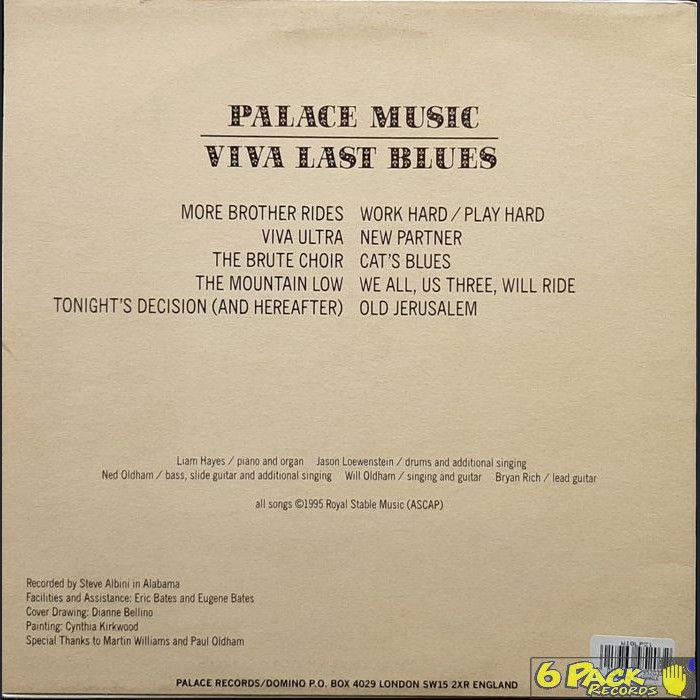 PALACE MUSIC
VIVA LAST BLUES
MORE BROTHER RIDES
VIVA ULTRA
THE BRUTE CHOIR
THE MOUNTAIN LOW
TONIGHT'S DECISION (AND HEREAFTER)
WORK HARD / PLAY HARD
NEW PARTNER
CAT'S BLUES
WE ALL, US THREE, WILL RIDE
OLD JERUSALEM
Liam Hayes / piano and organ Jason Loewenstein / drums and additional singing
Ned Oldham / bass, slide guitar and additional singing Will Oldham / singing and guitar Bryan Rich / lead guitar
all songs ©1995 Royal Stable Music (ASCAP)
Recorded by Steve Albini in Alabama
Facilities and Assistance: Eric Bates and Eugene Bates
Cover Drawing: Dianne Bellino
Painting: Cynthia Kirkwood
Special Thanks to Martin Williams and Paul Oldham
PALACE RECORDS/DOMINO P.O. BOX 4029 LONDON SW15 2XR ENGLAND
WIGLP21
6 PACK
RECORDS